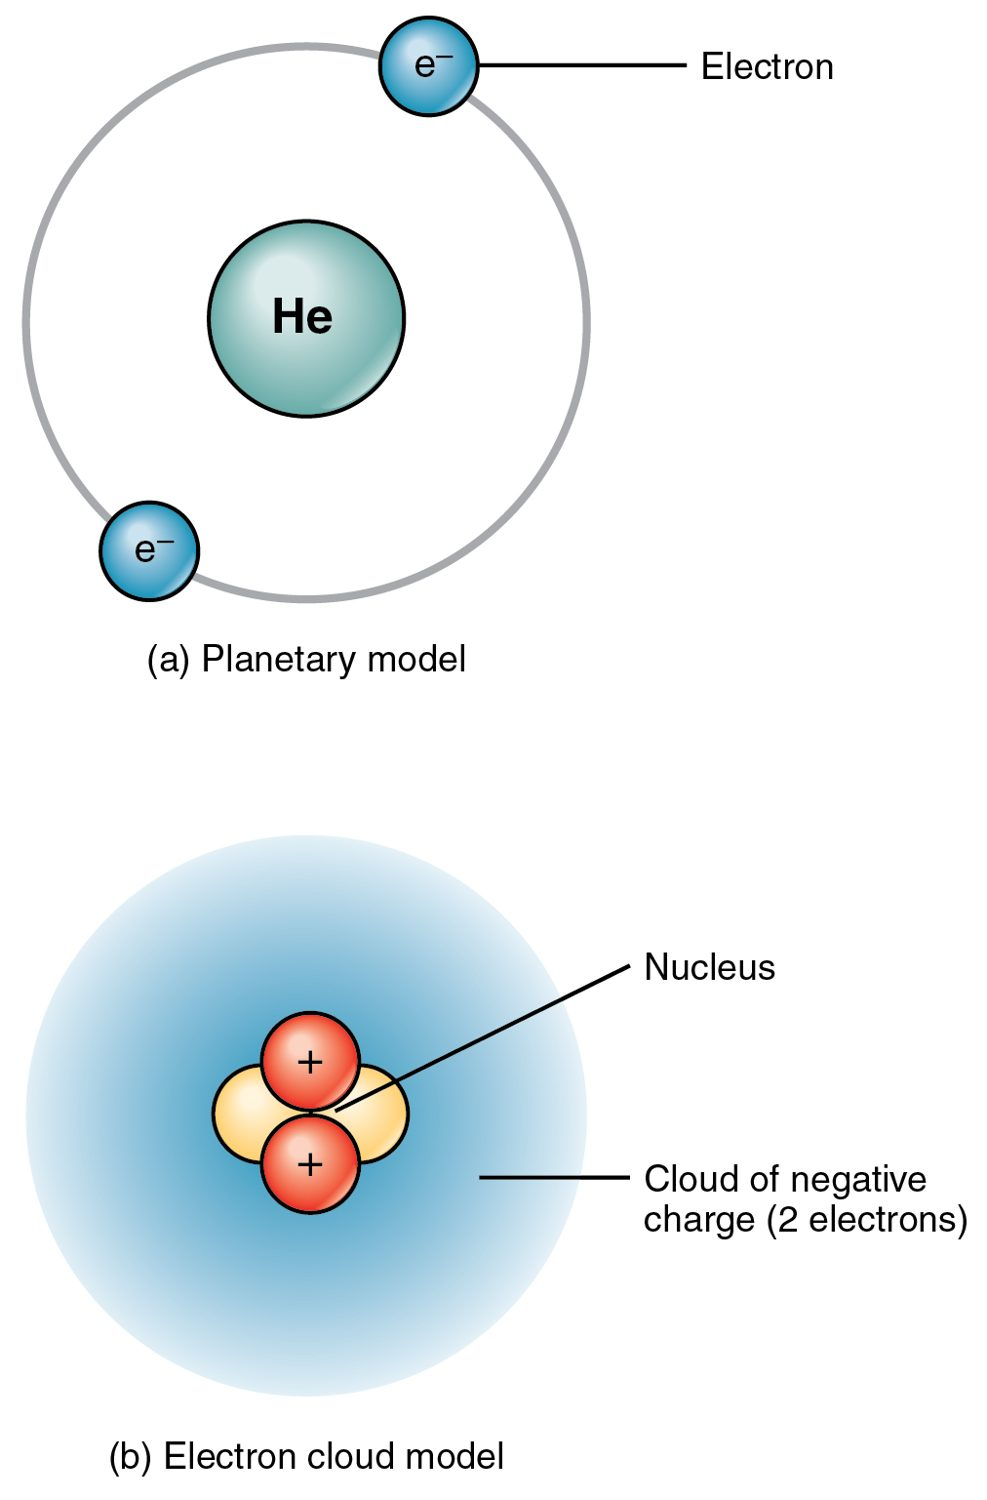 e–
Electron
He
e–
(a) Planetary model
Nucleus
+
+
Cloud of negative
charge (2 electrons)
(b) Electron cloud model